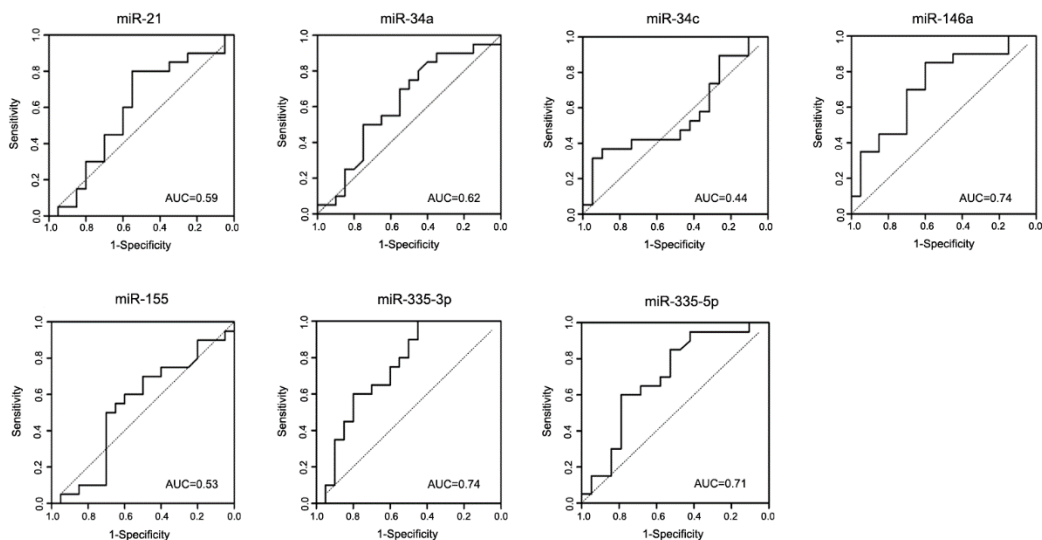 miR-21
Sensitivity
1.0
0.8
0.6
0.4
0.2
0.0
AUC=0.59
1.0 0.8 0.6 0.4 0.2 0.0
1-Specificity
miR-34a
Sensitivity
1.0
0.8
0.6
0.4
0.2
0.0
AUC=0.62
1.0 0.8 0.6 0.4 0.2 0.0
1-Specificity
miR-34c
Sensitivity
1.0
0.8
0.6
0.4
0.2
0.0
AUC=0.44
1.0 0.8 0.6 0.4 0.2 0.0
1-Specificity
miR-146a
Sensitivity
1.0
0.8
0.6
0.4
0.2
0.0
AUC=0.74
1.0 0.8 0.6 0.4 0.2 0.0
1-Specificity
miR-155
Sensitivity
1.0
0.8
0.6
0.4
0.2
0.0
AUC=0.53
1.0 0.8 0.6 0.4 0.2 0.0
1-Specificity
miR-335-3p
Sensitivity
1.0
0.8
0.6
0.4
0.2
0.0
AUC=0.74
1.0 0.8 0.6 0.4 0.2 0.0
1-Specificity
miR-335-5p
Sensitivity
1.0
0.8
0.6
0.4
0.2
0.0
AUC=0.71
1.0 0.8 0.6 0.4 0.2 0.0
1-Specificity